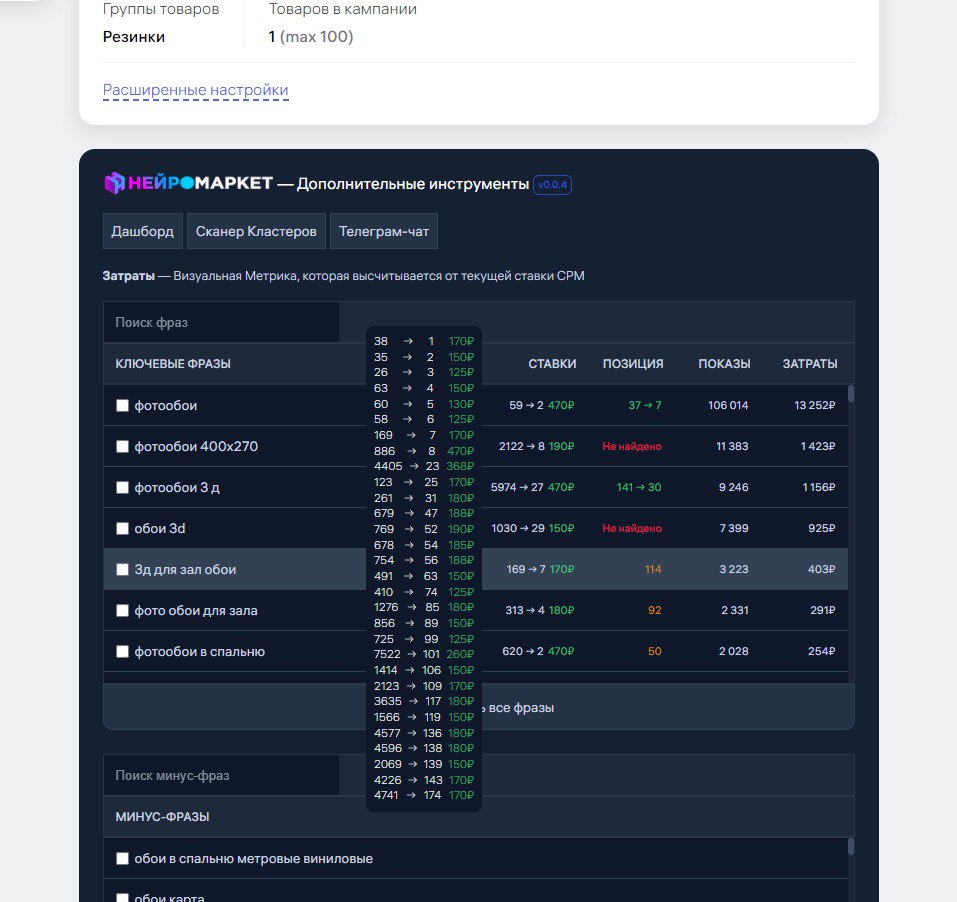 Группы товаров
Товаров в кампании
Резинки
1 (max 100)
Расширенные настройки
НЕЙРОМАРКЕТ — Дополнительные инструменты v0.0.4
Дашборд
Сканер Кластеров
Телеграм-чат
Затраты — Визуальная Метрика, которая высчитывается от текущей ставки CPM
Поиск фраз
КЛЮЧЕВЫЕ ФРАЗЫ СТАВКИ ПОЗИЦИЯ ПОКАЗЫ ЗАТРАТЫ
фотообои 59 → 2 470₽ 37 → 7 106 014 13 252₽
фотообои 400х270 2122 → 8 190₽ Не найдено 11 383 1 423₽
фотообои 3 д 5974 → 27 470₽ 141 → 30 9 246 1 156₽
обои 3d 1030 → 29 150₽ Не найдено 7 399 925₽
3д для зал обои 169 → 7 170₽ 114 3 223 403₽
фото обои для зала 313 → 4 180₽ 92 2 331 291₽
фотообои в спальню 620 → 2 470₽ 50 2 028 254₽
все фразы
38 → 1 170₽
35 → 2 150₽
26 → 3 125₽
63 → 4 150₽
60 → 5 130₽
58 → 6 125₽
169 → 7 170₽
886 → 8 470₽
4405 → 23 368₽
123 → 25 170₽
261 → 31 180₽
679 → 47 188₽
769 → 52 190₽
678 → 54 185₽
754 → 56 188₽
491 → 63 150₽
410 → 74 125₽
1276 → 85 180₽
856 → 89 150₽
725 → 99 125₽
7522 → 101 260₽
1414 → 106 150₽
2123 → 109 170₽
3635 → 117 180₽
1566 → 119 150₽
4577 → 136 180₽
4596 → 138 180₽
2069 → 139 150₽
4226 → 143 170₽
4741 → 174 170₽
Поиск минус-фраз
МИНУС-ФРАЗЫ
обои в спальню метровые виниловые
обои карта